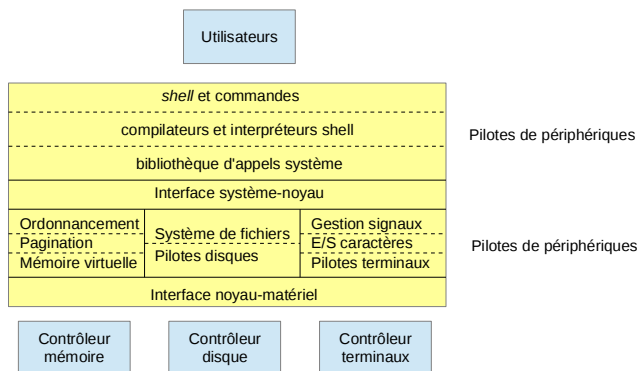 Utilisateurs
shell et commandes
compilateurs et interpréteurs shell
bibliothèque d'appels système
Pilotes de périphériques
Interface système-noyau
Ordonnancement
Pagination
Mémoire virtuelle
Système de fichiers
Pilotes disques
Gestion signaux
E/S caractères
Pilotes terminaux
Pilotes de périphériques
Interface noyau-matériel
Contrôleur
mémoire
Contrôleur
disque
Contrôleur
terminaux